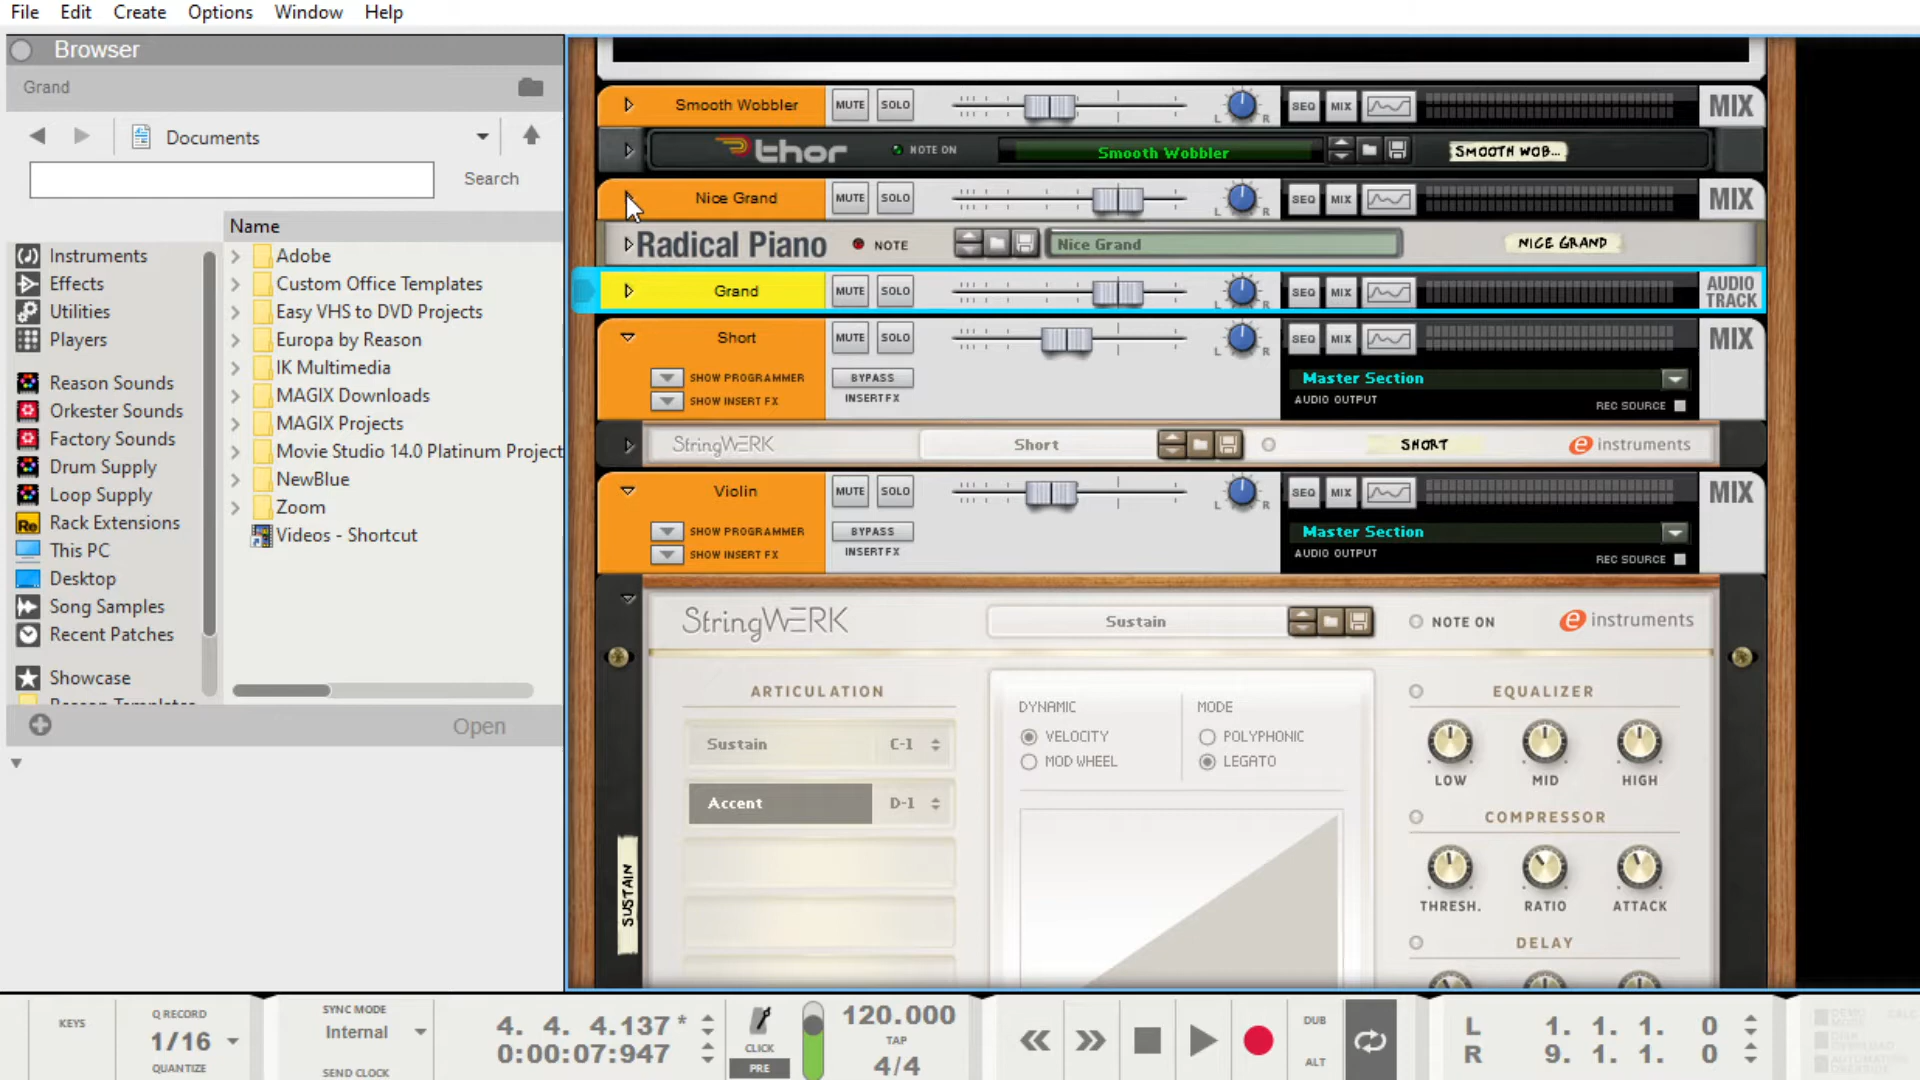 File Edit Create Options Window Help
Browser
Grand
Documents
Search
Name
Instruments
Effects
Utilities
Players
Reason Sounds
Orkester Sounds
Factory Sounds
Drum Supply
Loop Supply
Rack Extensions
This PC
Desktop
Song Samples
Recent Patches
Showcase
Adobe
Custom Office Templates
Easy VHS to DVD Projects
Europa by Reason
IK Multimedia
MAGIX Downloads
MAGIX Projects
Movie Studio 14.0 Platinum Project
NewBlue
Zoom
Videos - Shortcut
Open
Smooth Wobbler MUTE SOLO L R SEQ MIX MIX
thor NOTE ON Smooth Wobbler SMOOTH WOB...
Nice Grand MUTE SOLO L R SEQ MIX MIX
Radical Piano NOTE Nice Grand NICE GRAND
Grand MUTE SOLO L R SEQ MIX AUDIO TRACK
Short MUTE SOLO L R SEQ MIX MIX
SHOW PROGRAMMER BYPASS Master Section
SHOW INSERT FX INSERT FX AUDIO OUTPUT REC SOURCE
StringWERK Short SHORT e instruments
Violin MUTE SOLO L R SEQ MIX MIX
SHOW PROGRAMMER BYPASS Master Section
SHOW INSERT FX INSERT FX AUDIO OUTPUT REC SOURCE
StringWERK Sustain NOTE ON e instruments
ARTICULATION
Sustain C-1
Accent D-1
SUSTAIN
DYNAMIC
VELOCITY
MOD WHEEL
MODE
POLYPHONIC
LEGATO
EQUALIZER
LOW MID HIGH
COMPRESSOR
THRESH. RATIO ATTACK
DELAY
KEYS
Q RECORD
1/16
QUANTIZE
SYNC MODE
Internal
SEND CLOCK
4. 4. 4.137 *
0:00:07:947
CLICK
PRE
120.000
TAP
4/4
DUB
ALT
L 1. 1. 1. 0
R 9. 1. 1. 0